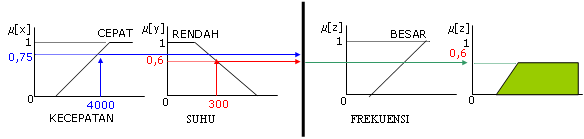 μ[x] CEPAT
1
0,75
0
4000
KECEPATAN
μ[y] RENDAH
1
0,6
0
300
SUHU
μ[z] BESAR
1
0
FREKUENSI
μ[z]
0,6
0